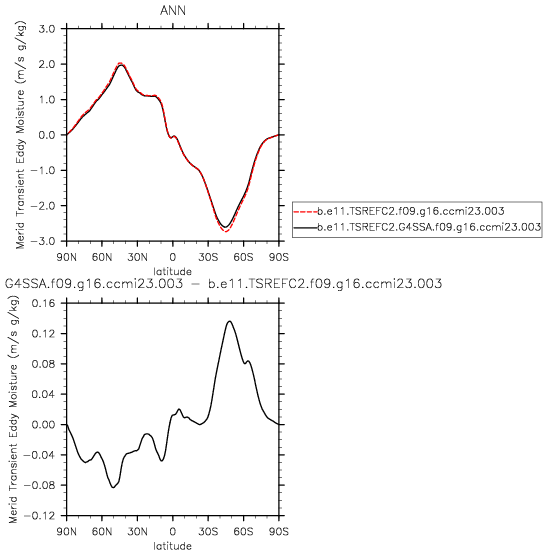 ANN
Merid Transient Eddy Moisture (m/s g/kg)
3.0
2.0
1.0
0.0
−1.0
−2.0
−3.0
90N 60N 30N 0 30S 60S 90S
latitude
b.e11.TSREFC2.f09.g16.ccmi23.003
b.e11.TSREFC2.G4SSA.f09.g16.ccmi23.003
G4SSA.f09.g16.ccmi23.003 − b.e11.TSREFC2.f09.g16.ccmi23.003
Merid Transient Eddy Moisture (m/s g/kg)
0.16
0.12
0.08
0.04
0.00
−0.04
−0.08
−0.12
90N 60N 30N 0 30S 60S 90S
latitude